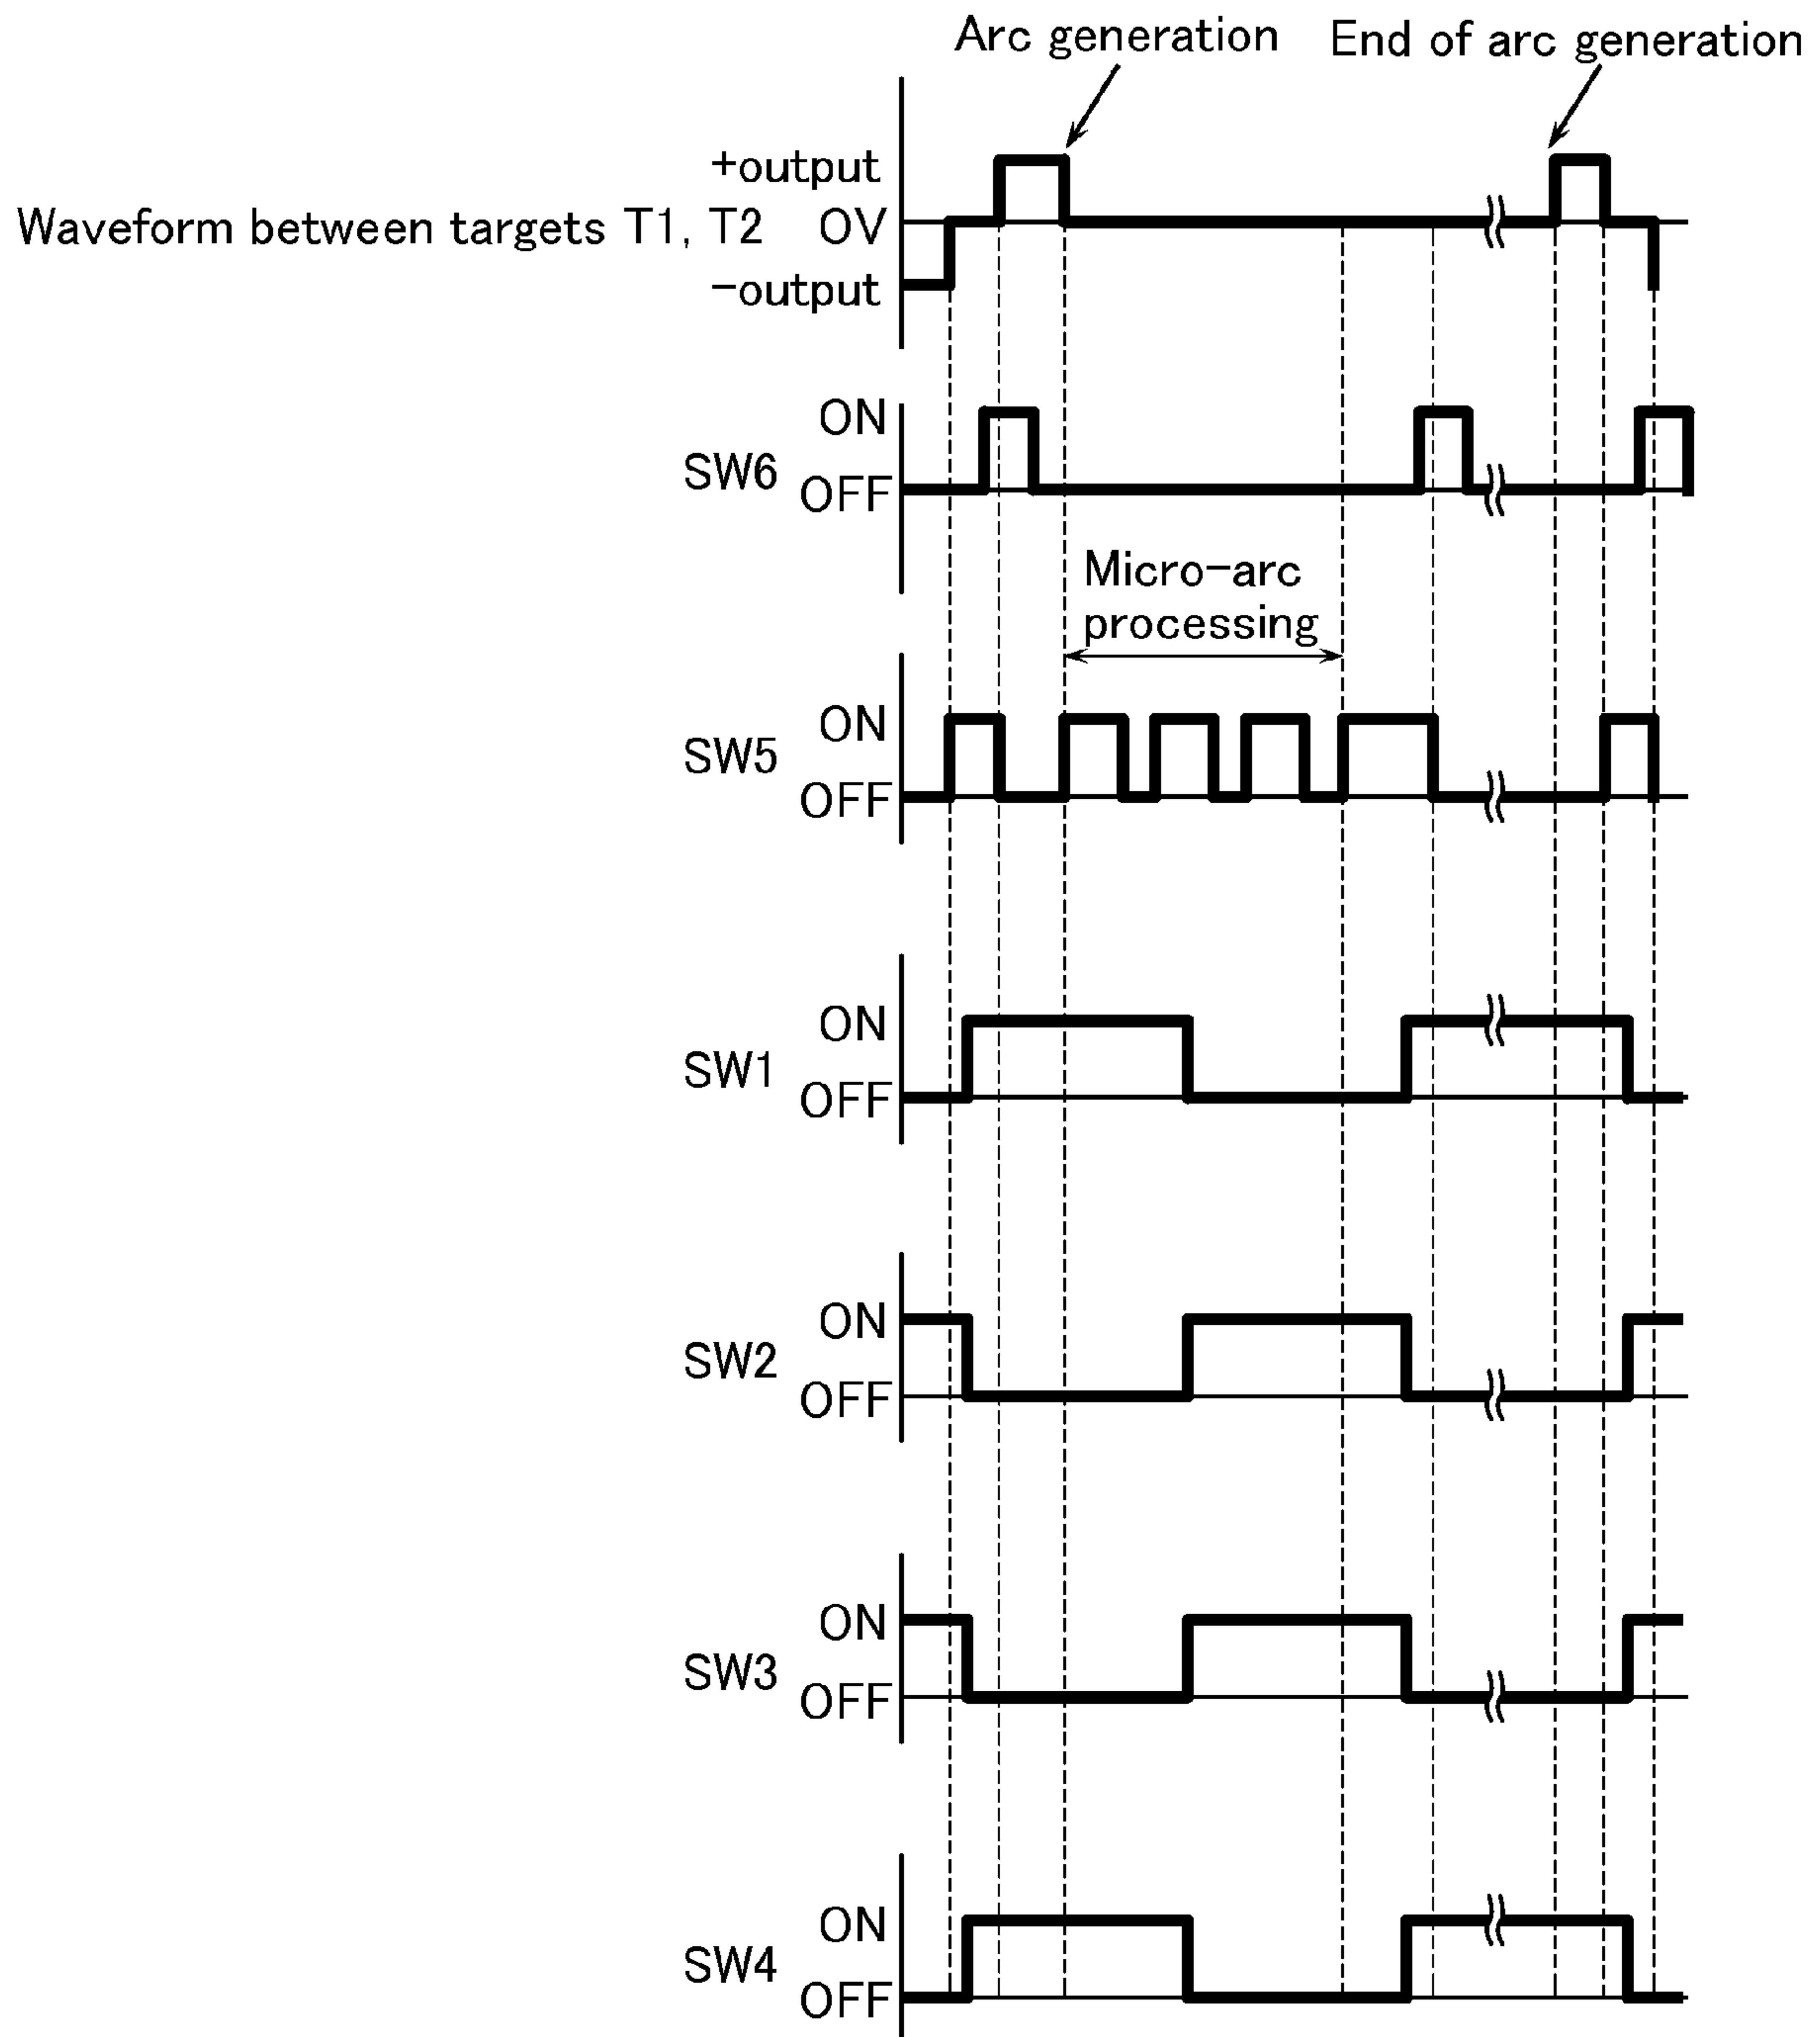 Arc generation
End of arc generation
+output
Waveform between targets T1, T2 0V
-output
ON
SW6
OFF
Micro-arc
processing
ON
SW5
OFF
ON
SW1
OFF
ON
SW2
OFF
ON
SW3
OFF
ON
SW4
OFF